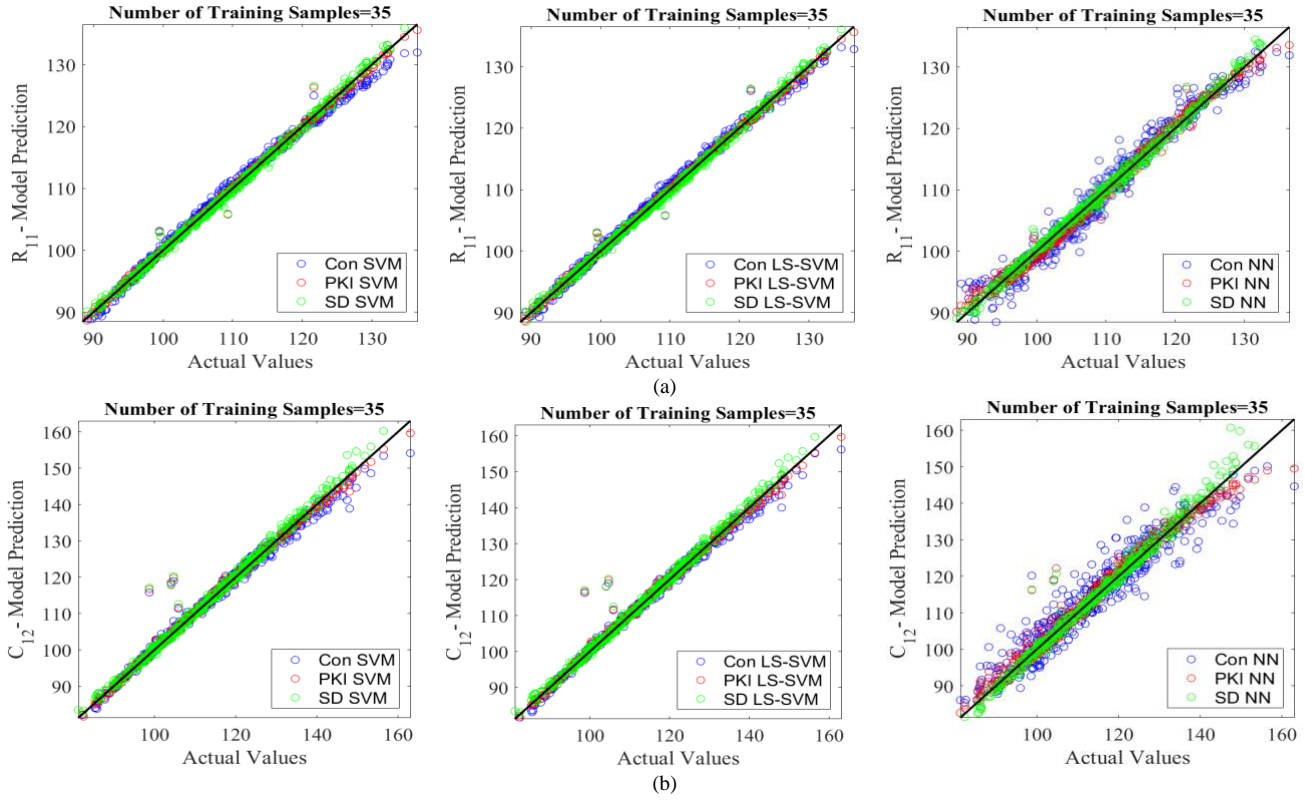 Number of Training Samples=35
R11- Model Prediction
130
120
110
100
90
90 100 110 120 130
Actual Values
Con SVM
PKI SVM
SD SVM
Number of Training Samples=35
R11- Model Prediction
130
120
110
100
90
90 100 110 120 130
Actual Values
Con LS-SVM
PKI LS-SVM
SD LS-SVM
Number of Training Samples=35
R11- Model Prediction
130
120
110
100
90
90 100 110 120 130
Actual Values
Con NN
PKI NN
SD NN
(a)
Number of Training Samples=35
C12- Model Prediction
160
150
140
130
120
110
100
90
100 120 140 160
Actual Values
Con SVM
PKI SVM
SD SVM
Number of Training Samples=35
C12- Model Prediction
160
150
140
130
120
110
100
90
100 120 140 160
Actual Values
Con LS-SVM
PKI LS-SVM
SD LS-SVM
Number of Training Samples=35
C12- Model Prediction
160
150
140
130
120
110
100
90
100 120 140 160
Actual Values
Con NN
PKI NN
SD NN
(b)